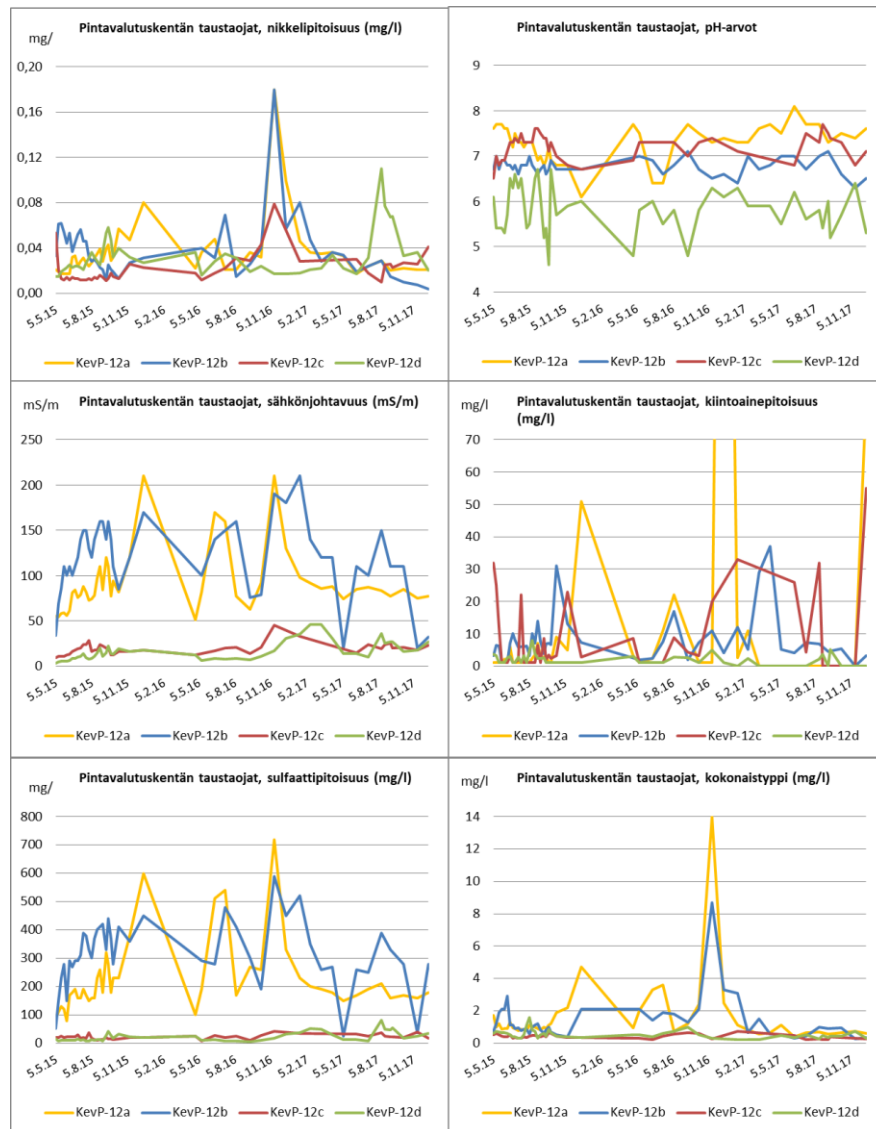 Pintavalutuskentän taustaojat, nikkelipitoisuus (mg/l)
mg/
0,20
0,16
0,12
0,08
0,04
0,00
5.5.15 5.8.15 5.11.15 5.2.16 5.5.16 5.8.16 5.11.16 5.2.17 5.5.17 5.8.17 5.11.17
KevP-12a KevP-12b KevP-12c KevP-12d
Pintavalutuskentän taustaojat, pH-arvot
9
8
7
6
5
4
5.5.15 5.8.15 5.11.15 5.2.16 5.5.16 5.8.16 5.11.16 5.2.17 5.5.17 5.8.17 5.11.17
KevP-12a KevP-12b KevP-12c KevP-12d
mS/m
Pintavalutuskentän taustaojat, sähkönjohtavuus (mS/m)
250
200
150
100
50
0
5.5.15 5.8.15 5.11.15 5.2.16 5.5.16 5.8.16 5.11.16 5.2.17 5.5.17 5.8.17 5.11.17
KevP-12a KevP-12b KevP-12c KevP-12d
mg/l
Pintavalutuskentän taustaojat, kiintoainepitoisuus
(mg/l)
70
60
50
40
30
20
10
0
5.5.15 5.8.15 5.11.15 5.2.16 5.5.16 5.8.16 5.11.16 5.2.17 5.5.17 5.8.17 5.11.17
KevP-12a KevP-12b KevP-12c KevP-12d
Pintavalutuskentän taustaojat, sulfaattipitoisuus (mg/l)
mg/
800
700
600
500
400
300
200
100
0
5.5.15 5.8.15 5.11.15 5.2.16 5.5.16 5.8.16 5.11.16 5.2.17 5.5.17 5.8.17 5.11.17
KevP-12a KevP-12b KevP-12c KevP-12d
mg/l
Pintavalutuskentän taustaojat, kokonaistyppi (mg/l)
14
12
10
8
6
4
2
0
5.5.15 5.8.15 5.11.15 5.2.16 5.5.16 5.8.16 5.11.16 5.2.17 5.5.17 5.8.17 5.11.17
KevP-12a KevP-12b KevP-12c KevP-12d